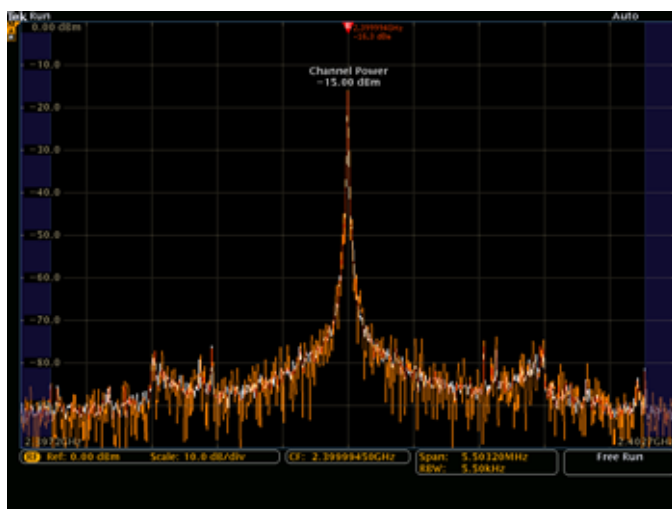 Tek Run
Auto
0.00 dBm
-10.0
Channel Power
-15.00 dBm
-20.0
-30.0
-40.0
-50.0
-60.0
-70.0
-80.0
Ref: 0.00 dBm
Scale: 10.0 dB/div
CF: 2.39999450GHz
Span: 5.50320MHz
RBW: 5.50kHz
Free Run